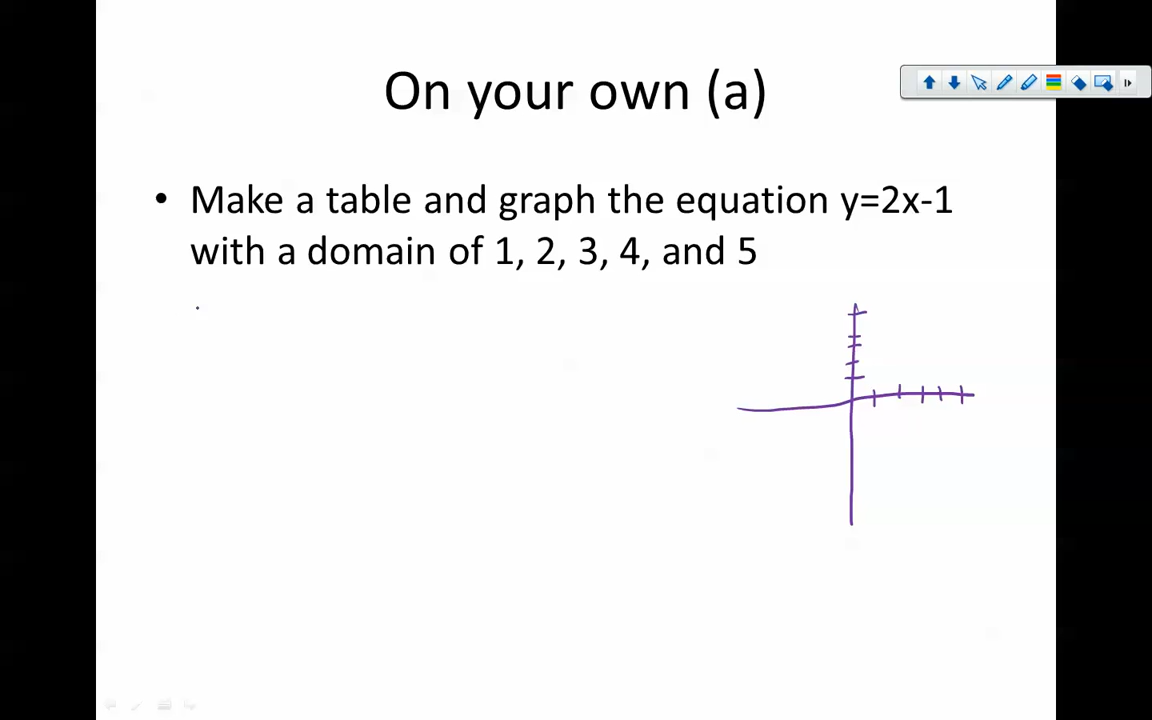 On your own (a)
• Make a table and graph the equation y=2x-1
with a domain of 1, 2, 3, 4, and 5